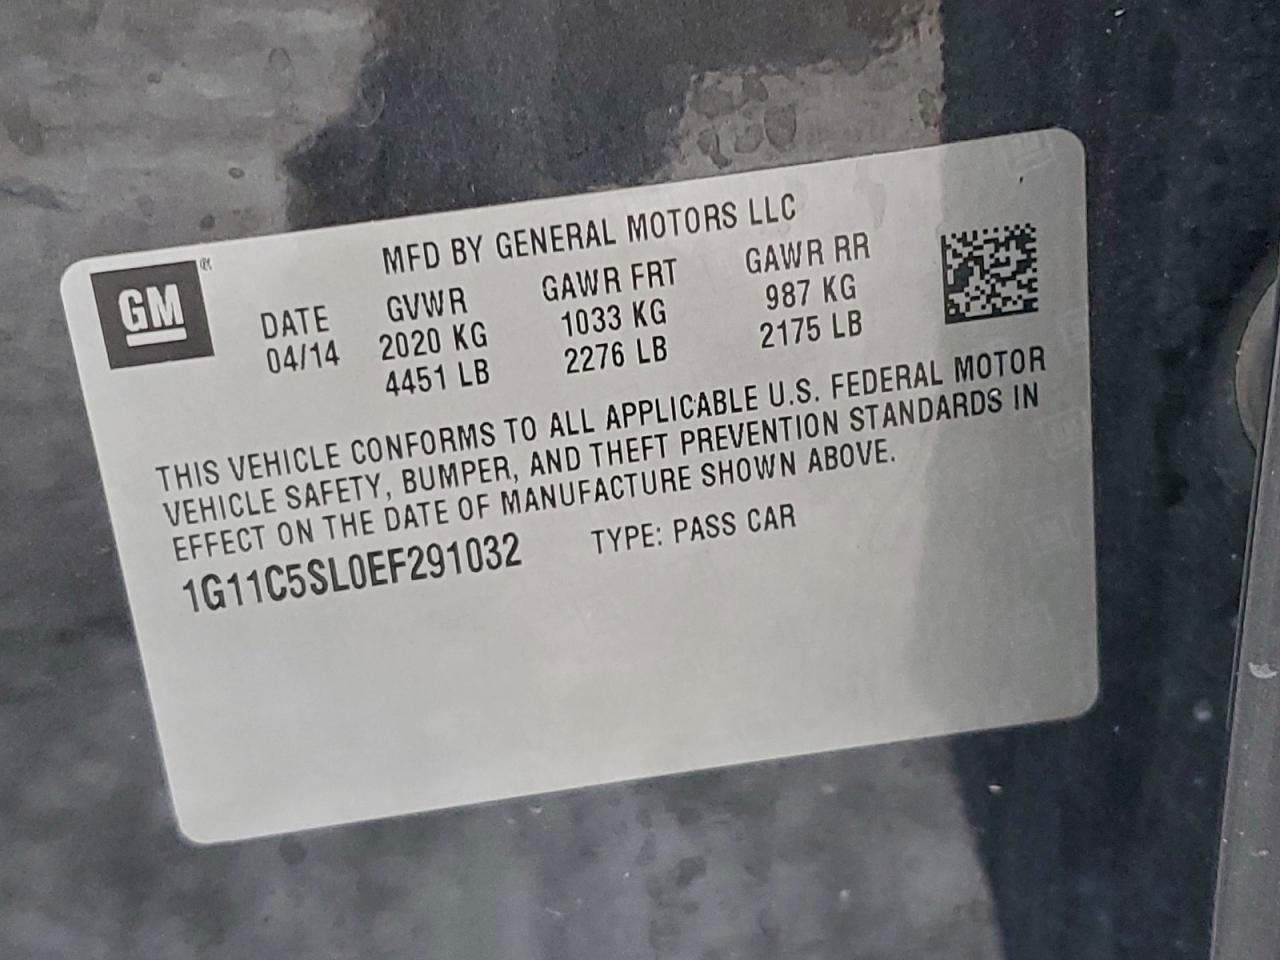 MFD BY GENERAL MOTORS LLC
GM ®
DATE GVWR GAWR FRT GAWR RR
04/14 2020 KG 1033 KG 987 KG
4451 LB 2276 LB 2175 LB
THIS VEHICLE CONFORMS TO ALL APPLICABLE U.S. FEDERAL MOTOR
VEHICLE SAFETY, BUMPER, AND THEFT PREVENTION STANDARDS IN
EFFECT ON THE DATE OF MANUFACTURE SHOWN ABOVE.
1G11C5SL0EF291032 TYPE: PASS CAR